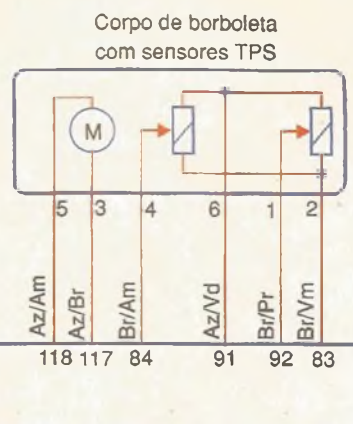 Corpo de borboleta
com sensores TPS
M
5 3 4 6 1 2
Az/Am Az/Br Br/Am Az/Vd Br/Pr Br/Vm
118 117 84 91 92 83